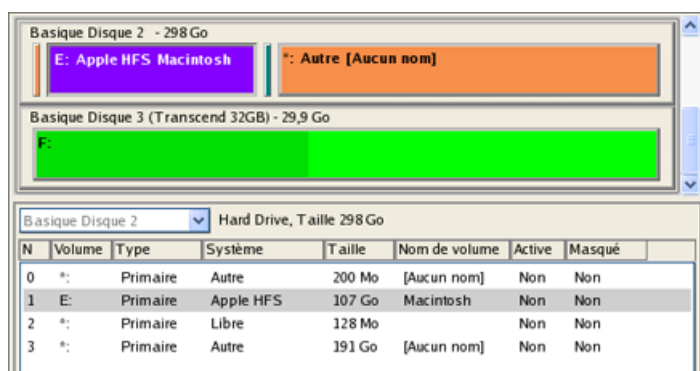 Basique Disque 2 - 298 Go
E: Apple HFS Macintosh
*: Autre [Aucun nom]
Basique Disque 3 (Transcend 32GB) - 29,9 Go
F:
Basique Disque 2 Hard Drive, Taille 298 Go
N Volume Type Système Taille Nom de volume Active Masqué
0 *: Primaire Autre 200 Mo [Aucun nom] Non Non
1 E: Primaire Apple HFS 107 Go Macintosh Non Non
2 *: Primaire Libre 128 Mo Non Non
3 *: Primaire Autre 191 Go [Aucun nom] Non Non